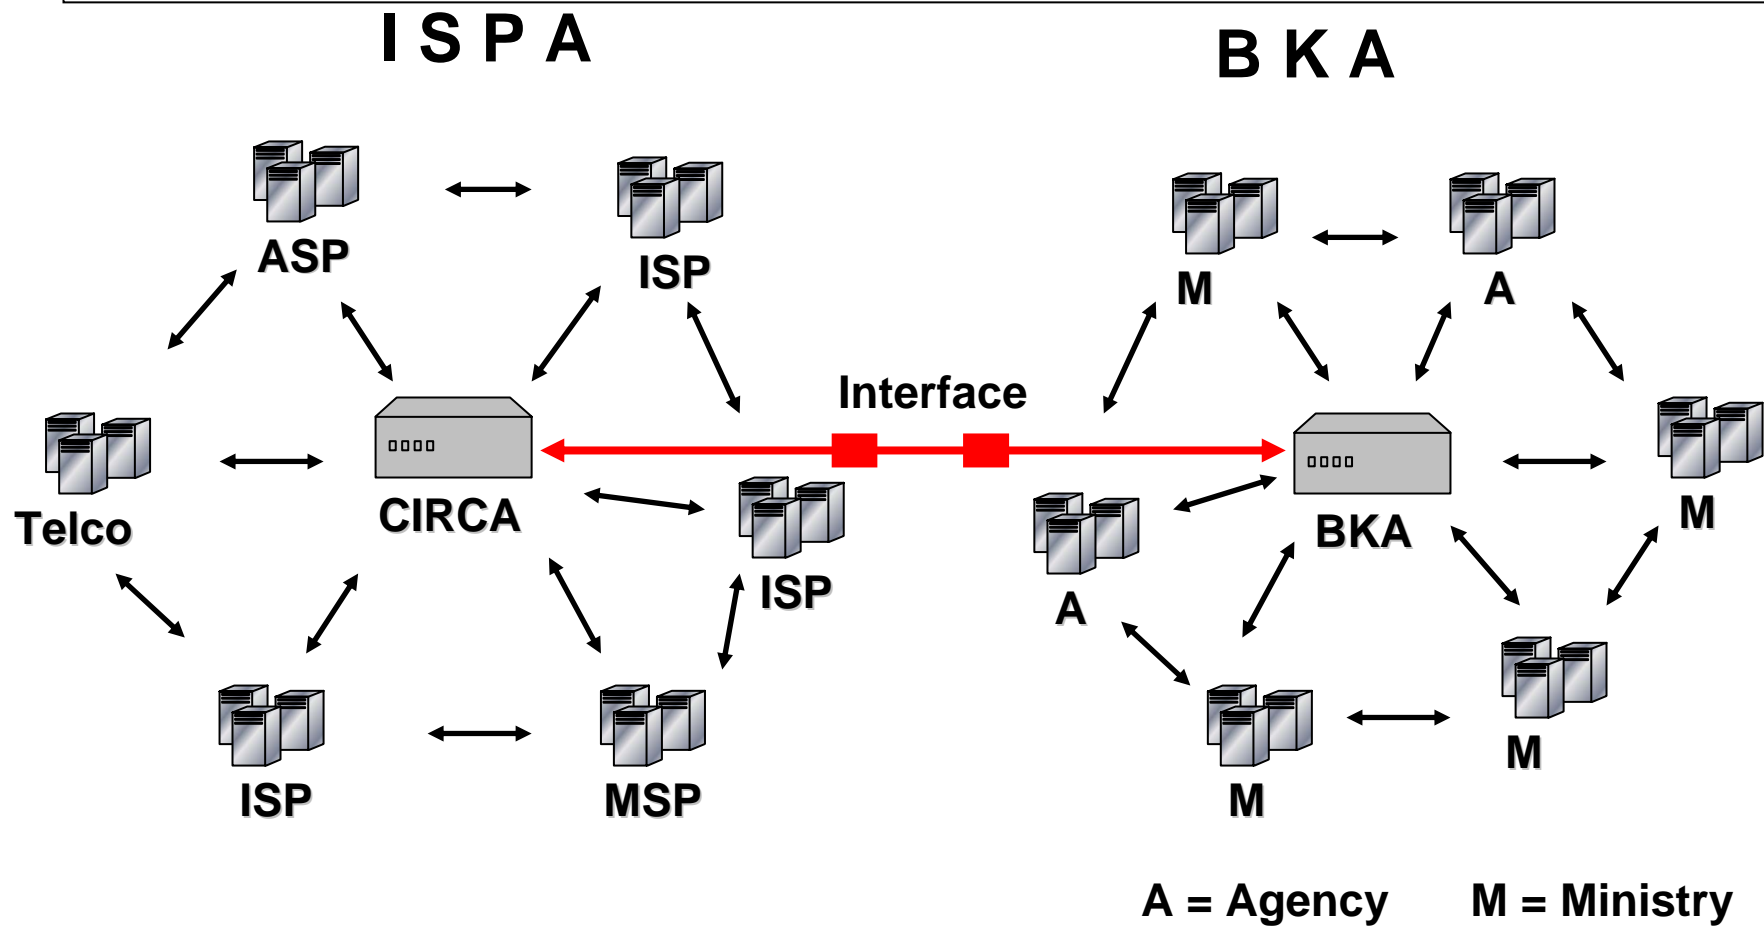 I S P A
B K A
ASP
ISP
M
A
Interface
Telco
CIRCA
ISP
A
BKA
M
ISP
MSP
M
M
A = Agency
M = Ministry